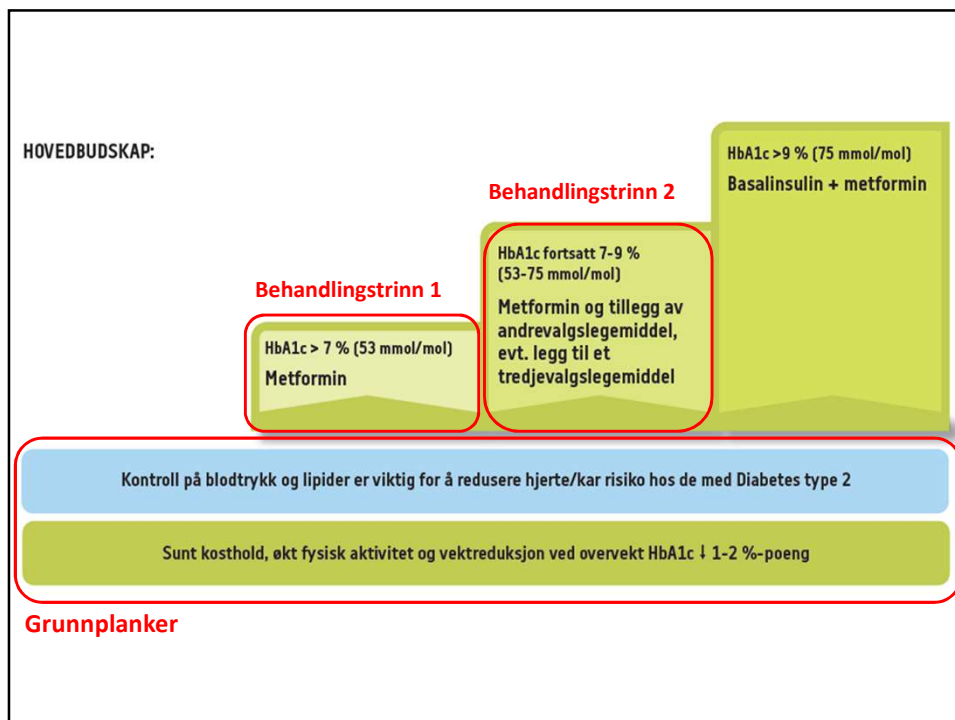 HOVEDBUDSKAP:
Behandlingstrinn 1
HbA1c > 7 % (53 mmol/mol)
Metformin
Behandlingstrinn 2
HbA1c fortsatt 7-9 %
(53-75 mmol/mol)
Metformin og tillegg av
andrevalgslegemiddel,
evt. legg til et
tredjevalgslegemiddel
HbA1c >9 % (75 mmol/mol)
Basalinsulin + metformin
Kontroll på blodtrykk og lipider er viktig for å redusere hjerte/kar risiko hos de med Diabetes type 2
Sunt kosthold, økt fysisk aktivitet og vektreduksjon ved overvekt HbA1c ↓ 1-2 %-poeng
Grunnplanker